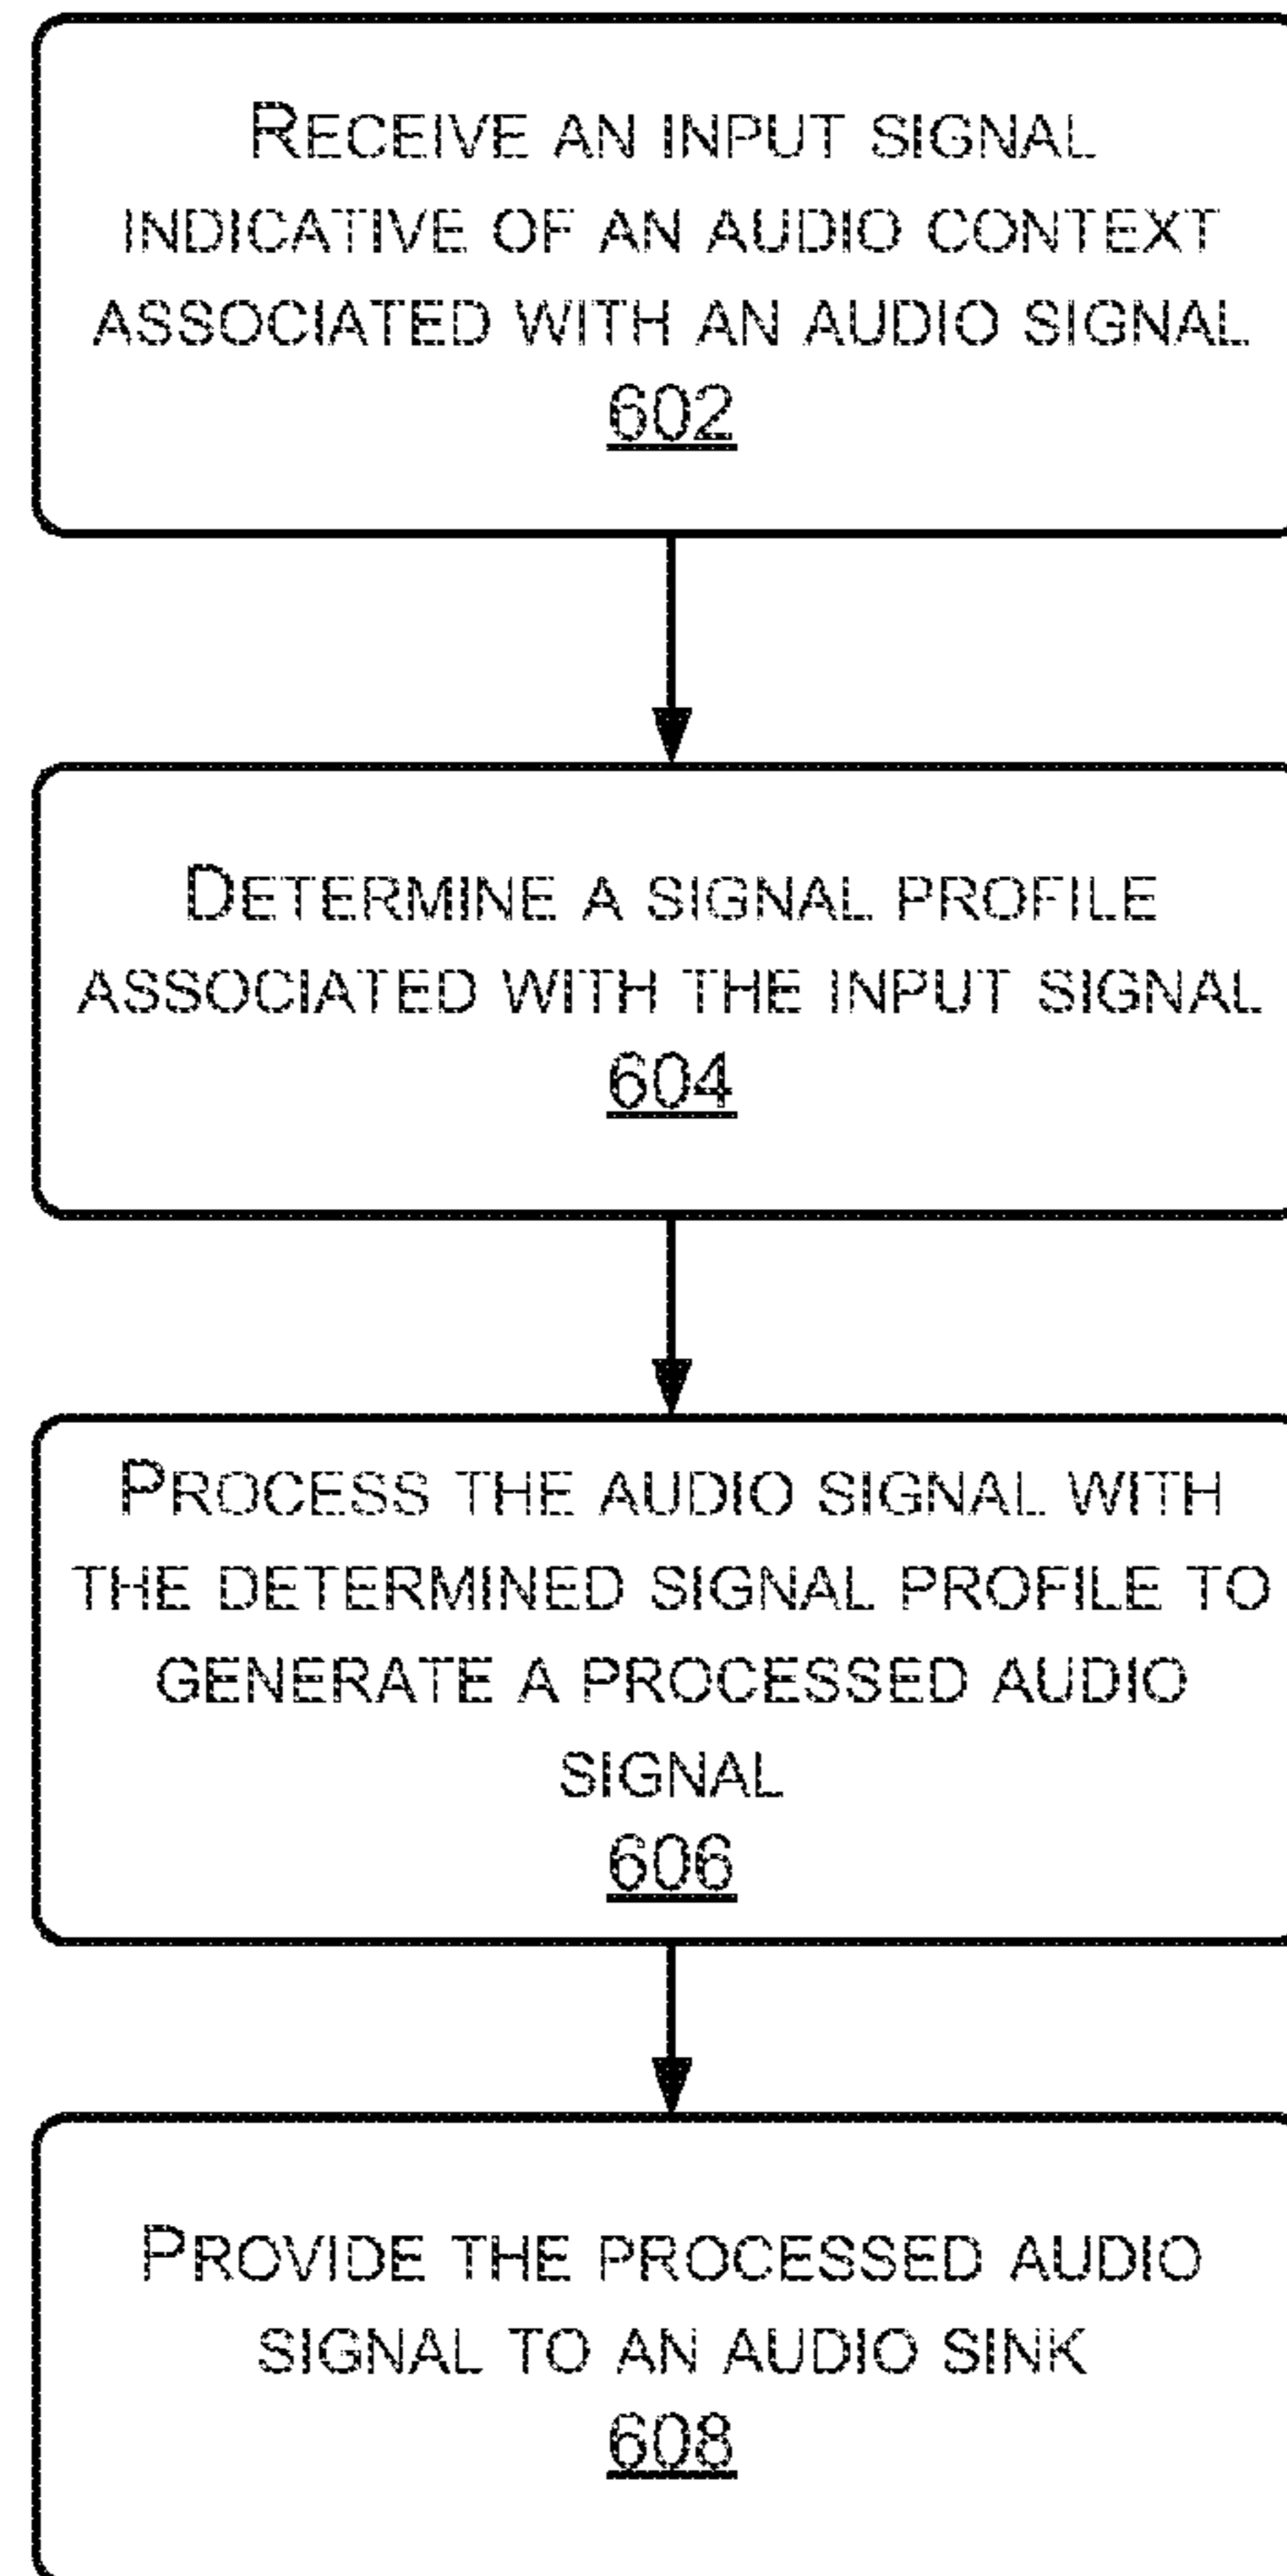 RECEIVE AN INPUT SIGNAL
INDICATIVE OF AN AUDIO CONTEXT
ASSOCIATED WITH AN AUDIO SIGNAL
602
DETERMINE A SIGNAL PROFILE
ASSOCIATED WITH THE INPUT SIGNAL
604
PROCESS THE AUDIO SIGNAL WITH
THE DETERMINED SIGNAL PROFILE TO
GENERATE A PROCESSED AUDIO
SIGNAL
606
PROVIDE THE PROCESSED AUDIO
SIGNAL TO AN AUDIO SINK
608